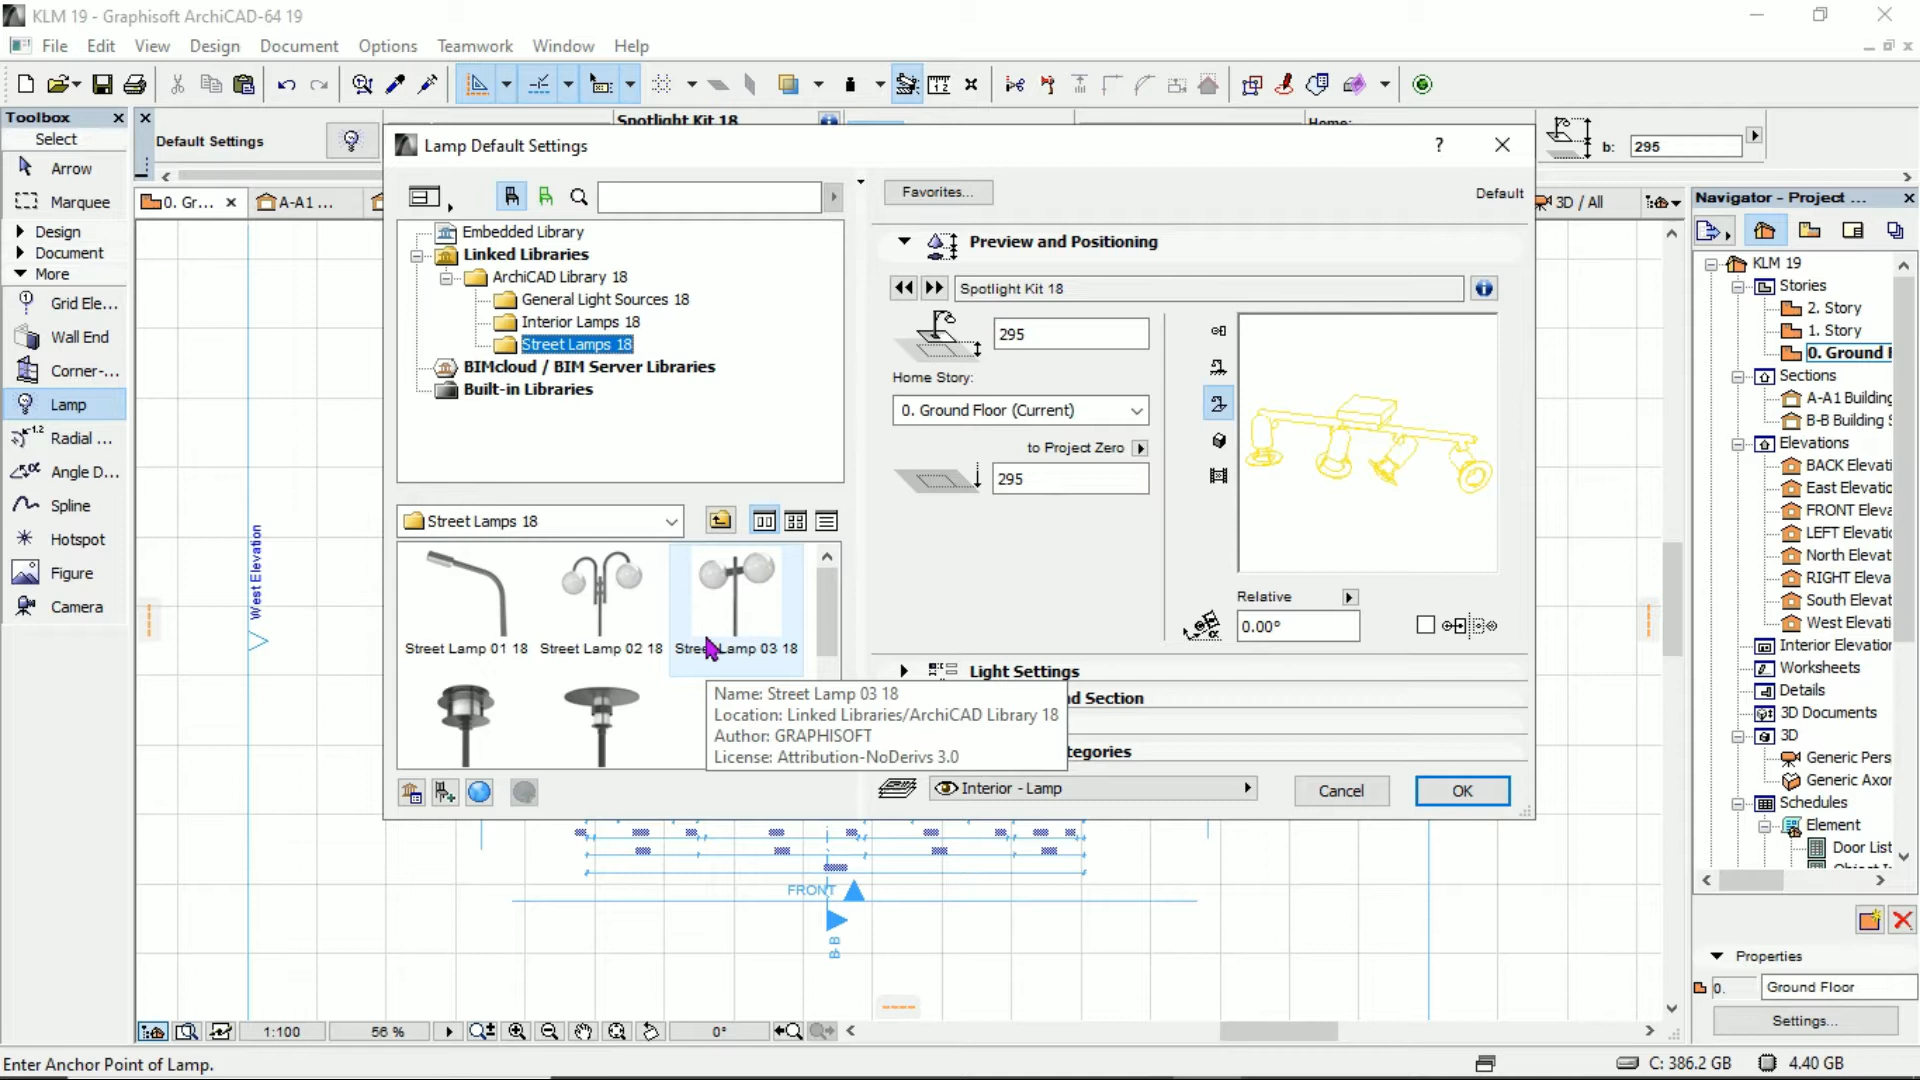 KLM 19 - Graphisoft ArchiCAD-64 19
File Edit View Design Document Options Teamwork Window Help
Toolbox
Select
Arrow
Marquee
Design
Document
More
Grid Ele...
Wall End
Corner-...
Lamp
Radial ...
Angle D...
Spline
Hotspot
Figure
Camera
Default Settings
Spotlight Kit 18
Home:
b: 295
0. Gr...
A-A1 ...
3D / All
West Elevation
Lamp Default Settings
?
Favorites...
Default
Embedded Library
Linked Libraries
ArchiCAD Library 18
General Light Sources 18
Interior Lamps 18
Street Lamps 18
BIMcloud / BIM Server Libraries
Built-in Libraries
Street Lamps 18
Street Lamp 01 18
Street Lamp 02 18
Name: Street Lamp 03 18
Location: Linked Libraries/ArchiCAD Library 18
Author: GRAPHISOFT
License: Attribution-NoDerivs 3.0
Preview and Positioning
Spotlight Kit 18
295
Home Story:
0. Ground Floor (Current)
to Project Zero
295
Relative
0.00°
Light Settings
nd Section
tegories
Interior - Lamp
Cancel
OK
FRONT
B-B
Navigator - Project ...
KLM 19
Stories
2. Story
1. Story
0. Ground F
Sections
A-A1 Building
B-B Building S
Elevations
BACK Elevati
East Elevatic
FRONT Eleva
LEFT Elevatio
North Elevat
RIGHT Eleva
South Elevat
West Elevati
Interior Elevation
Worksheets
Details
3D Documents
3D
Generic Pers
Generic Axor
Schedules
Element
Door List
Properties
0. Ground Floor
Settings...
1:100
56 %
0°
Enter Anchor Point of Lamp.
C: 386.2 GB
4.40 GB